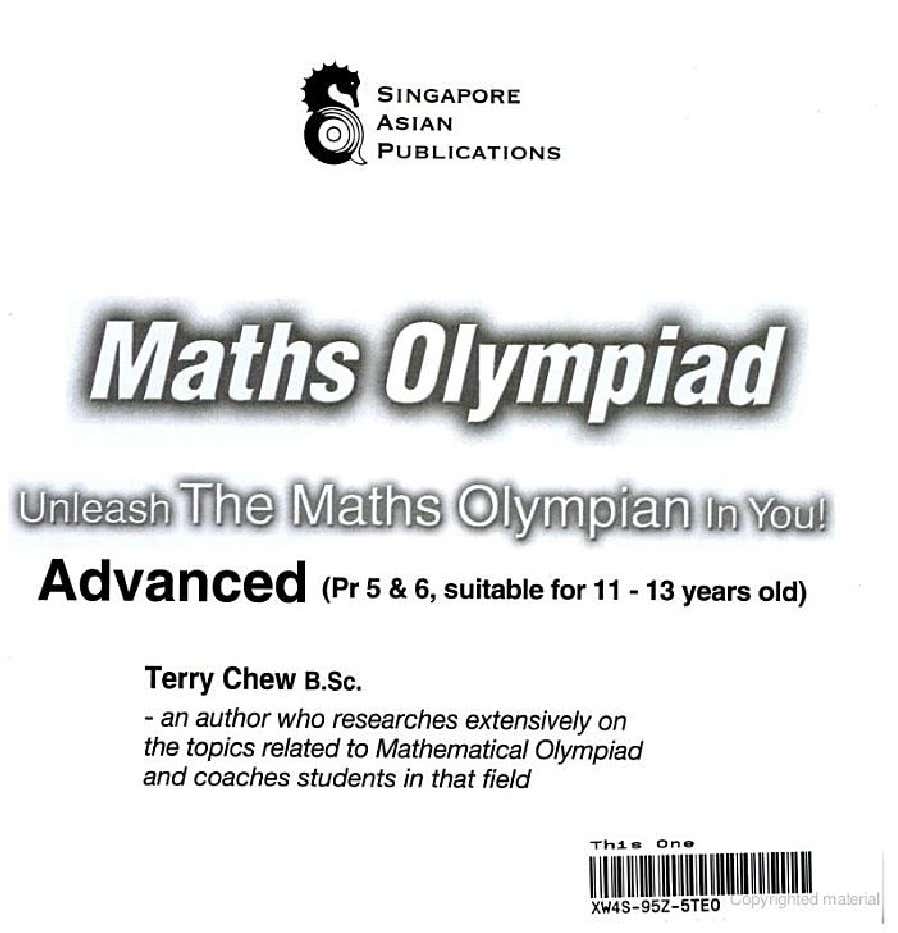 SINGAPORE
ASIAN
PUBLICATIONS
Maths Olympiad
Unleash The Maths Olympian In You!
Advanced (Pr 5 & 6, suitable for 11 - 13 years old)
Terry Chew B.Sc.
- an author who researches extensively on
the topics related to Mathematical Olympiad
and coaches students in that field
This One
XW4S-95Z-5TEO
Copyrighted material